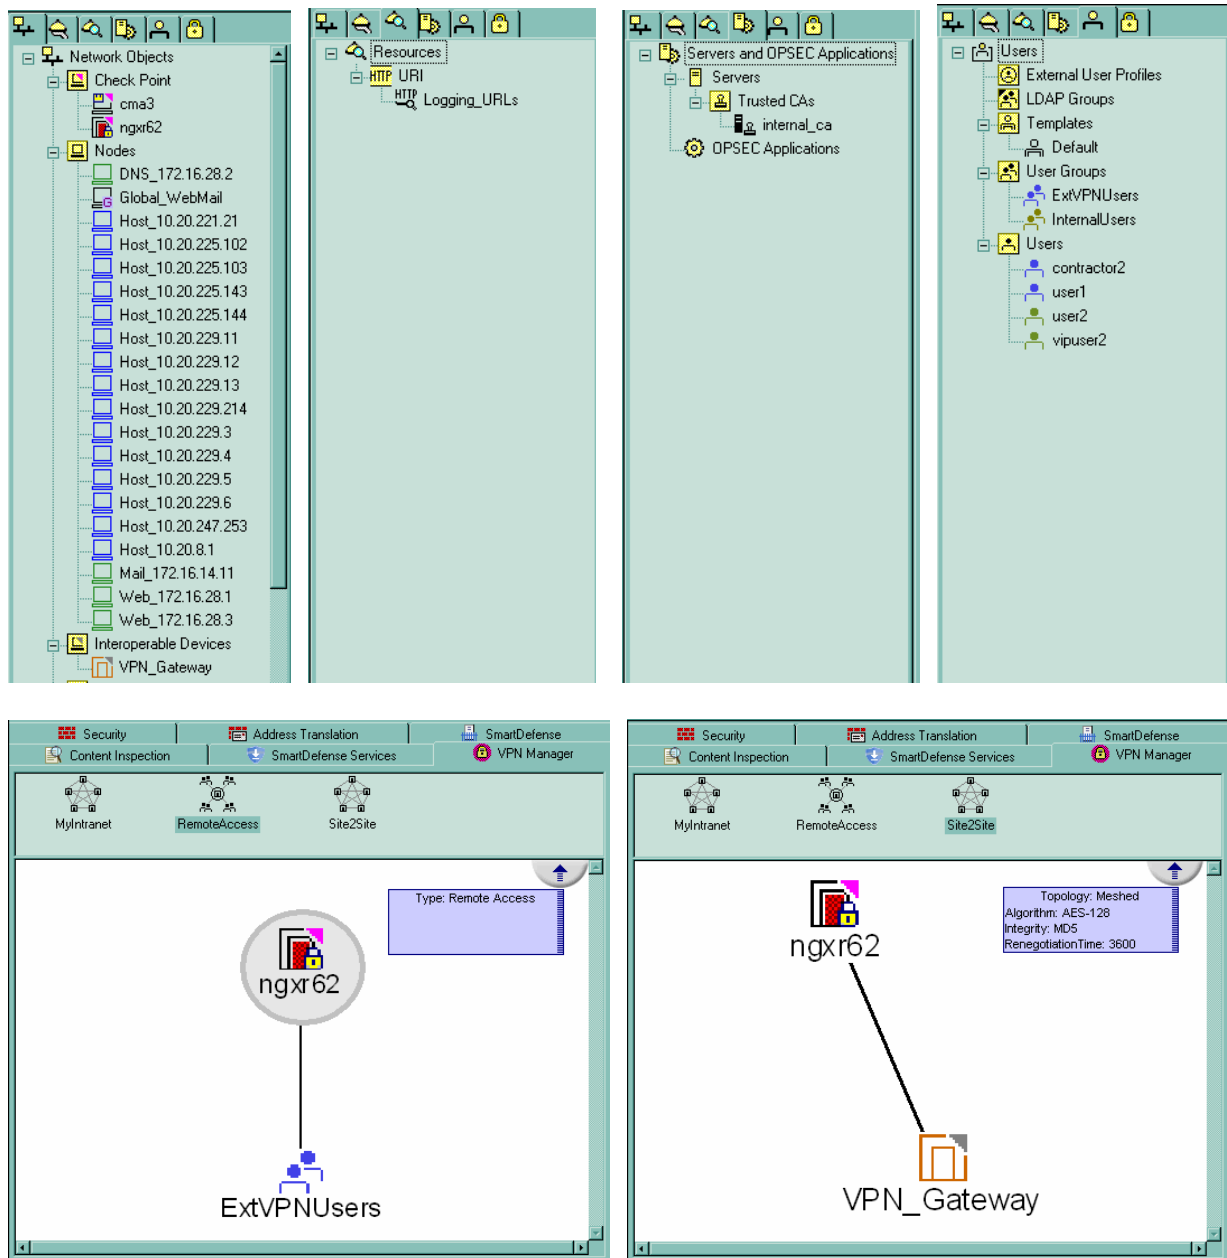 Network Objects
Check Point
cma3
ngxr62
Nodes
DNS_172.16.28.2
Global_WebMail
Host_10.20.221.21
Host_10.20.225.102
Host_10.20.225.103
Host_10.20.225.143
Host_10.20.225.144
Host_10.20.229.11
Host_10.20.229.12
Host_10.20.229.13
Host_10.20.229.214
Host_10.20.229.3
Host_10.20.229.4
Host_10.20.229.5
Host_10.20.229.6
Host_10.20.247.253
Host_10.20.8.1
Mail_172.16.14.11
Web_172.16.28.1
Web_172.16.28.3
Interoperable Devices
VPN_Gateway
Resources
HTTP URI
HTTP Logging_URLs
Servers and OPSEC Applications
Servers
Trusted CAs
internal_ca
OPSEC Applications
Users
External User Profiles
LDAP Groups
Templates
Default
User Groups
ExtVPNUsers
InternalUsers
Users
contractor2
user1
user2
vipuser2
Security Address Translation SmartDefense
Content Inspection SmartDefense Services VPN Manager
MyIntranet RemoteAccess Site2Site
Type: Remote Access
ngxr62
ExtVPNUsers
Security Address Translation SmartDefense
Content Inspection SmartDefense Services VPN Manager
MyIntranet RemoteAccess Site2Site
Topology: Meshed
Algorithm: AES-128
Integrity: MD5
RenegotiationTime: 3600
ngxr62
VPN_Gateway